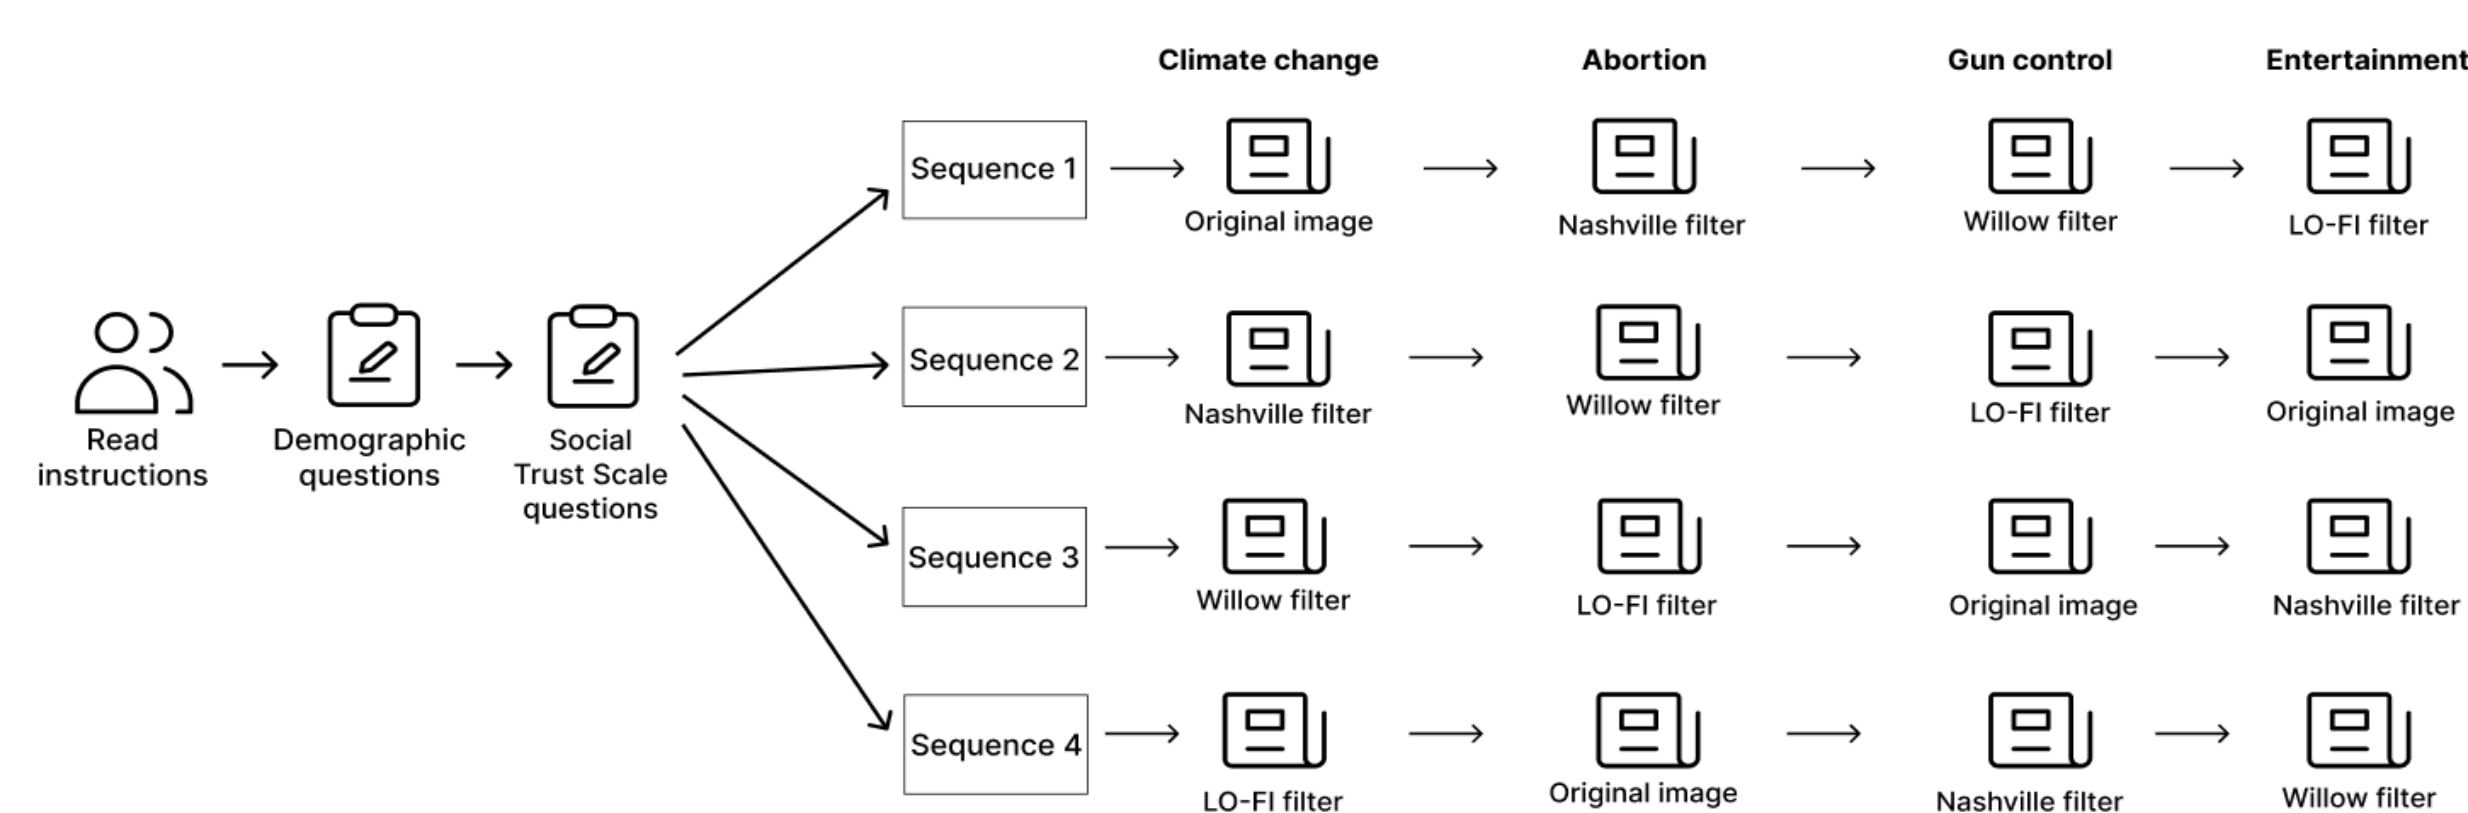 Climate change
Abortion
Gun control
Entertainment
Sequence 1
Original image
Nashville filter
Willow filter
LO-FI filter
Read
instructions
Demographic
questions
Social
Trust Scale
questions
Sequence 2
Nashville filter
Willow filter
LO-FI filter
Original image
Sequence 3
Willow filter
LO-FI filter
Original image
Nashville filter
Sequence 4
LO-FI filter
Original image
Nashville filter
Willow filter